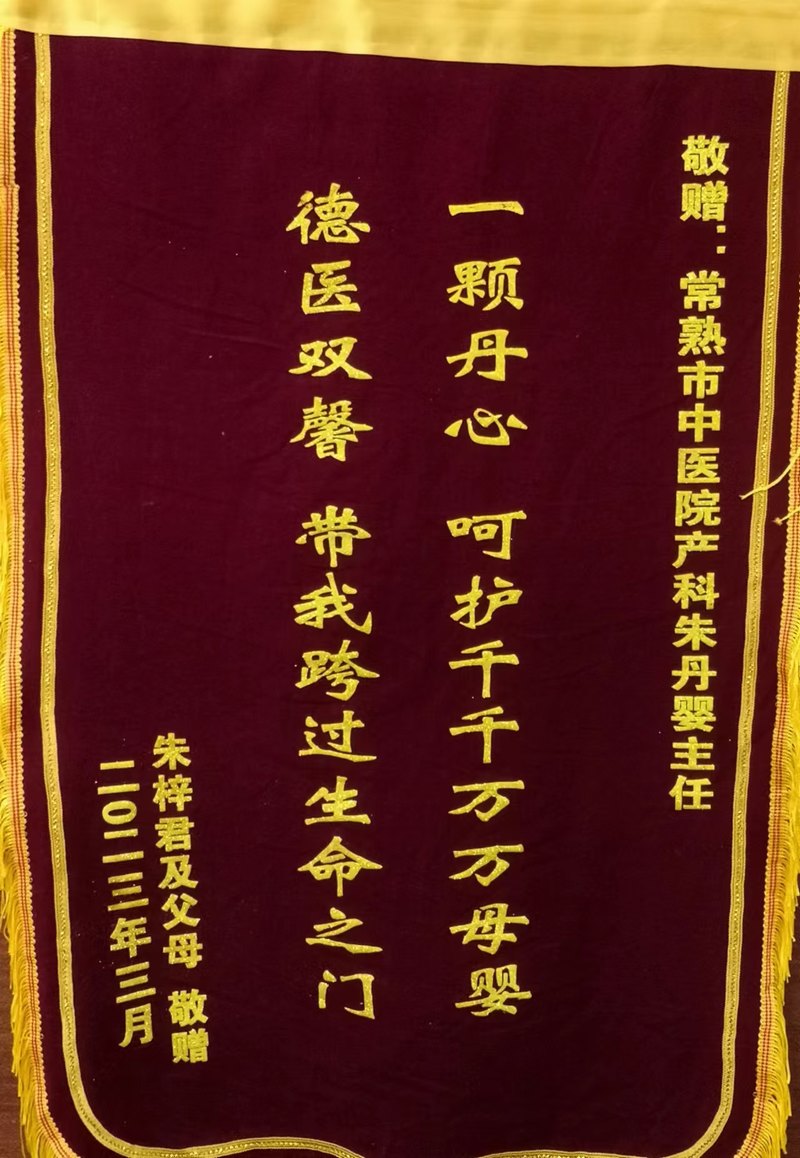 敬赠：常熟市中医院产科朱丹婴主任
一颗丹心 呵护千千万万母婴
德医双馨 带我跨过生命之门
朱梓君及父母 敬赠
二〇二三年三月